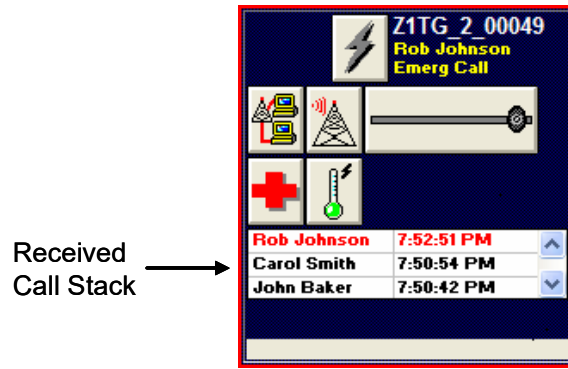 Z1TG_2_00049
Rob Johnson
Emerg Call
Rob Johnson 7:52:51 PM
Carol Smith 7:50:54 PM
John Baker 7:50:42 PM
Received
Call Stack